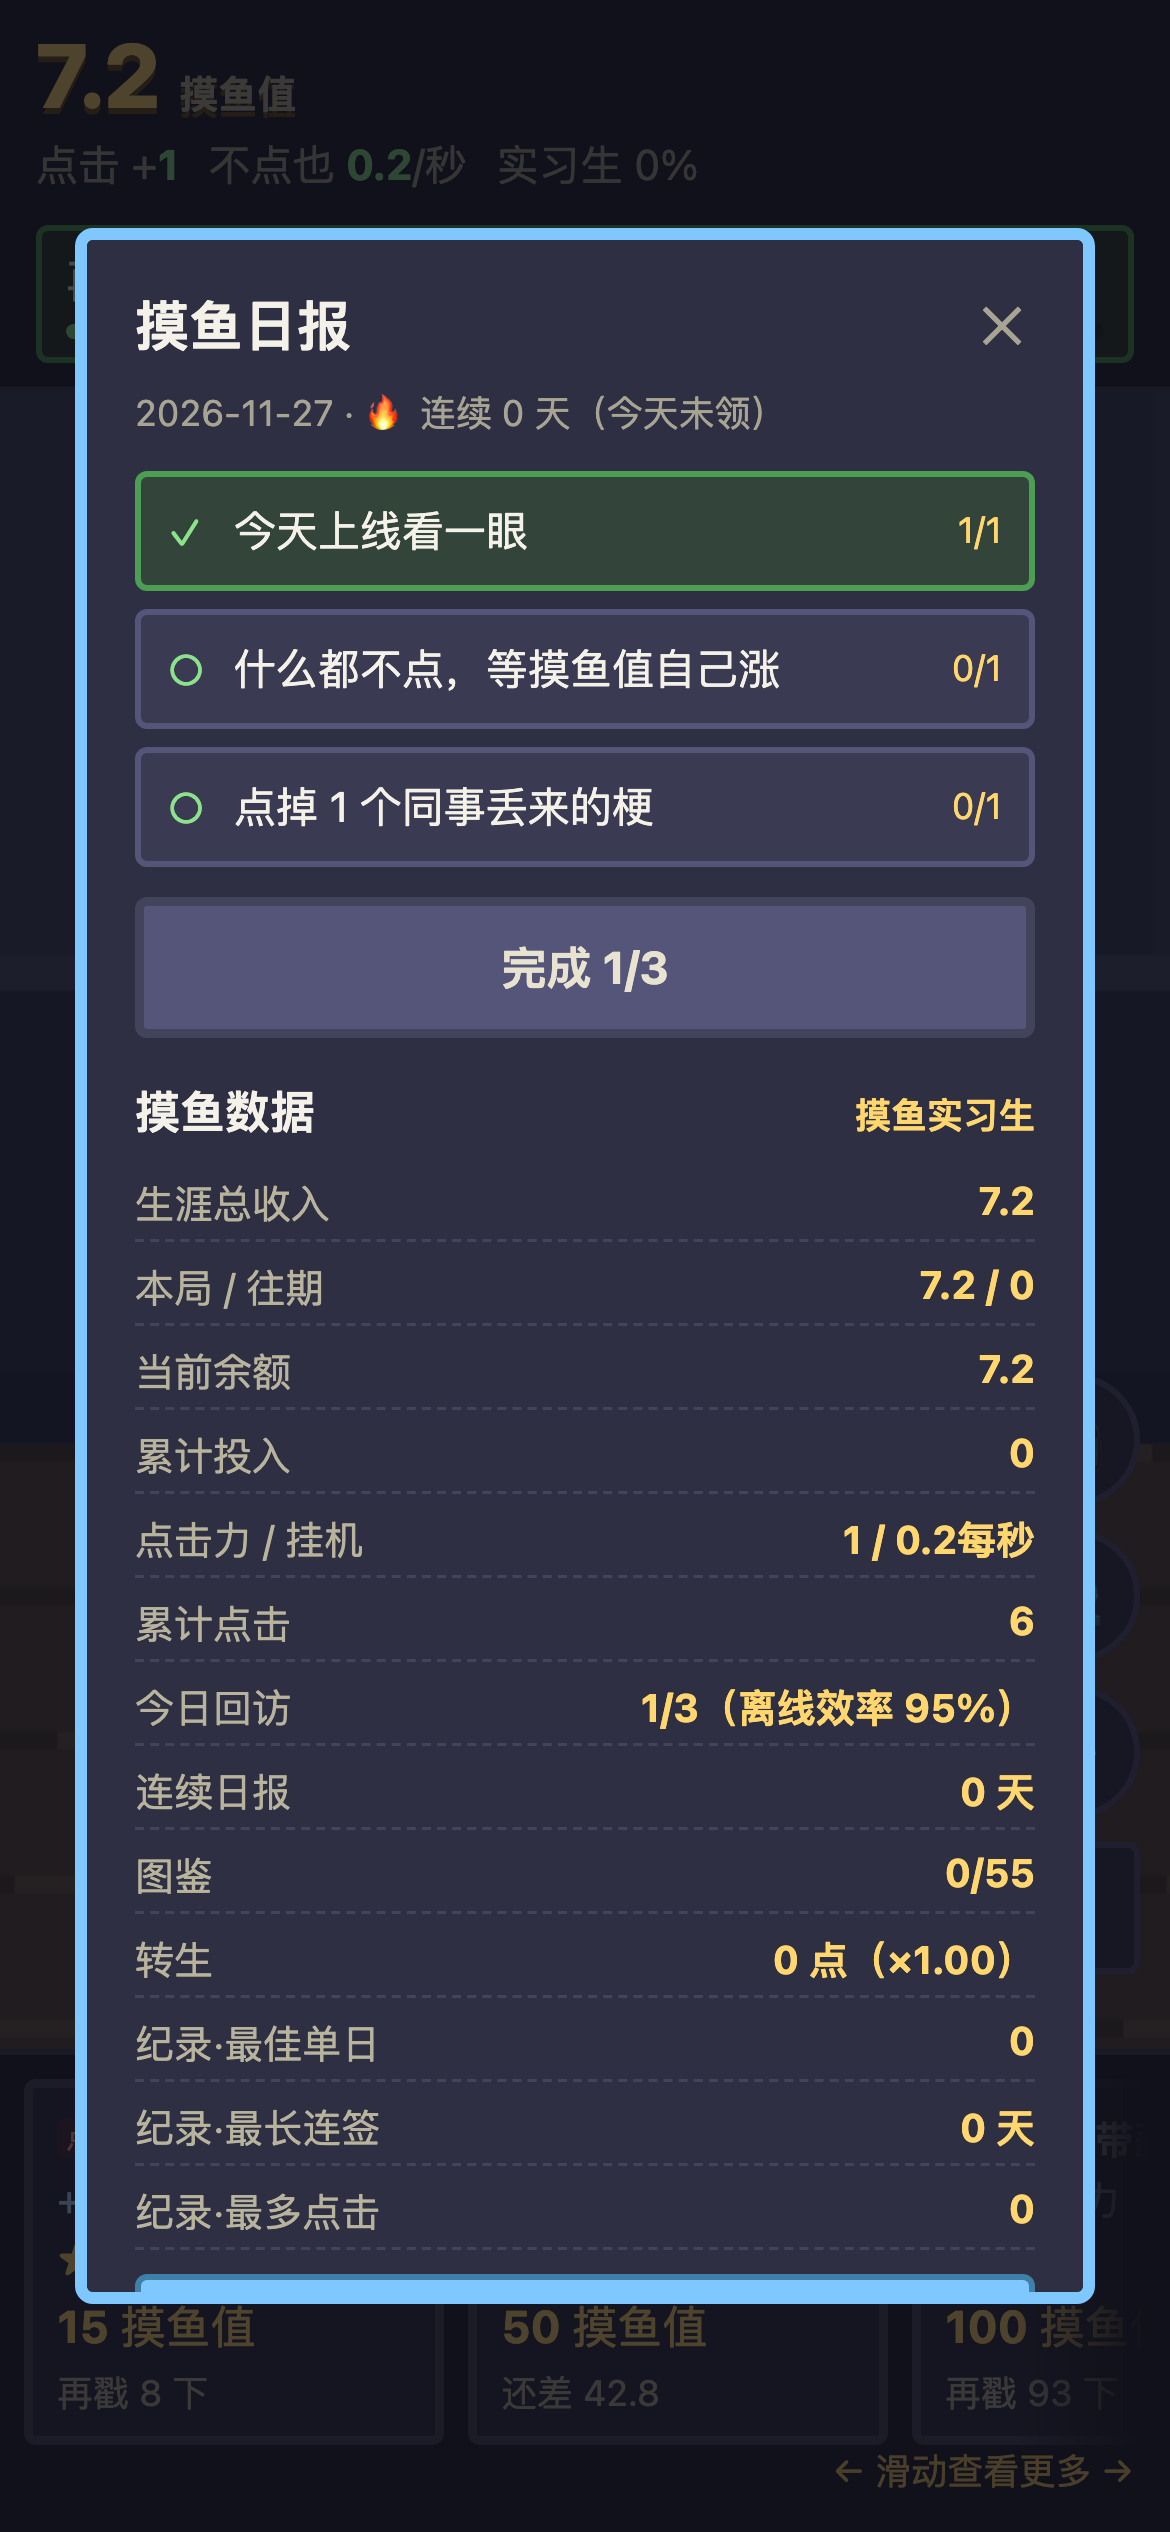 7.2 摸鱼值
点击 +1 不点也 0.2/秒 实习生 0%
摸鱼日报
2026-11-27 · 🔥 连续 0 天（今天未领）
今天上线看一眼 1/1
什么都不点，等摸鱼值自己涨 0/1
点掉 1 个同事丢来的梗 0/1
完成 1/3
摸鱼数据 摸鱼实习生
生涯总收入 7.2
本局 / 往期 7.2 / 0
当前余额 7.2
累计投入 0
点击力 / 挂机 1 / 0.2每秒
累计点击 6
今日回访 1/3（离线效率 95%）
连续日报 0 天
图鉴 0/55
转生 0 点（×1.00）
纪录·最佳单日 0
纪录·最长连签 0 天
纪录·最多点击 0
带
力
15 摸鱼值 50 摸鱼值 100 摸鱼
再戳 8 下 还差 42.8 再戳 93 下
← 滑动查看更多 →